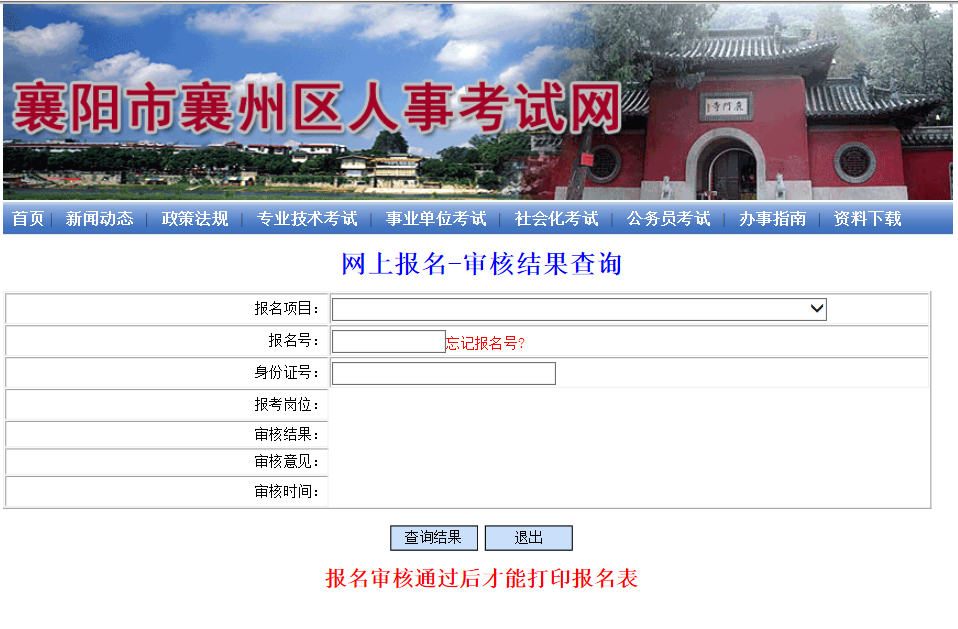 襄阳市襄州区人事考试网
广门寺
首页 | 新闻动态 | 政策法规 | 专业技术考试 | 事业单位考试 | 社会化考试 | 公务员考试 | 办事指南 | 资料下载
网上报名-审核结果查询
报名项目：
报名号： 忘记报名号?
身份证号：
报考岗位：
审核结果：
审核意见：
审核时间：
查询结果 退出
报名审核通过后才能打印报名表